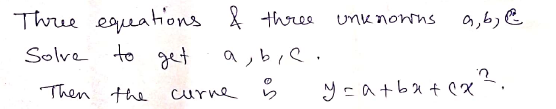 Three equations & three unknowns a, b, c
Solve to get a, b, c.
Then the curve is y = a + bx + cx².